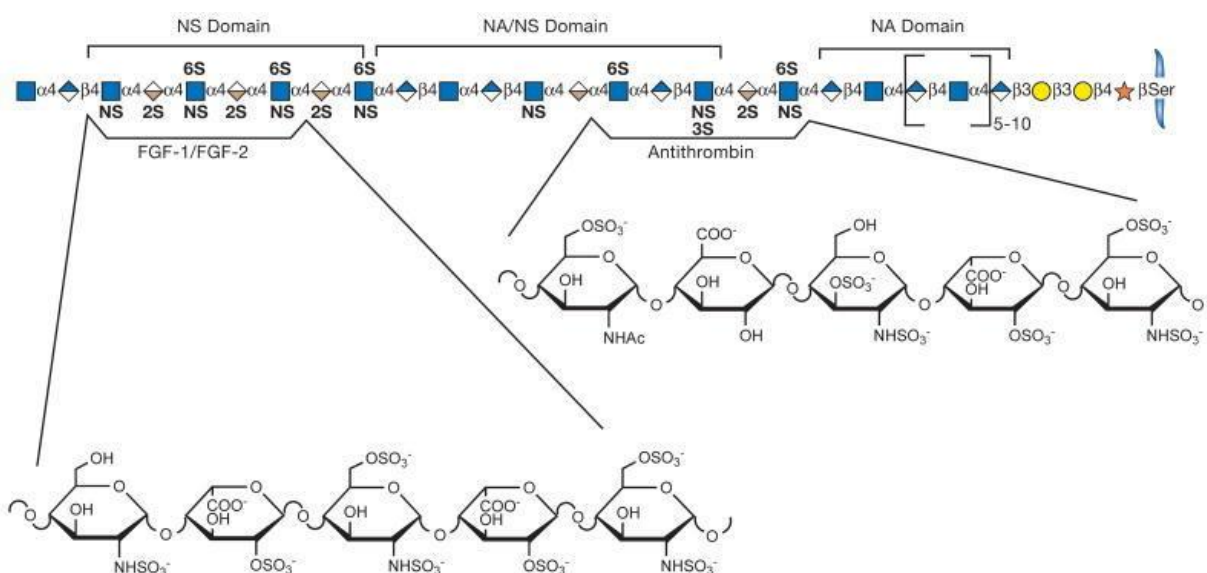 NS Domain NA/NS Domain NA Domain
6S 6S 6S 6S 6S
α4 β4 α4 α4 α4 α4 α4 α4 α4 β4 α4 β4 α4 α4 α4 β4 α4 α4 α4 β4 α4 β4 α4 β3 β3 β4 βSer
NS 2S NS 2S NS 2S NS NS NS 2S NS 5-10
3S
FGF-1/FGF-2 Antithrombin
OSO₃⁻ COO⁻ OH OSO₃⁻
O O O O O
OH OH OSO₃⁻ COO⁻ OH OH
O O O O O O
NHAc OH NHSO₃⁻ OSO₃⁻ NHSO₃⁻
OH OSO₃⁻ OSO₃⁻
O O O O O
OH COO⁻ OH OH COO⁻ OH OH
O O O O O O
NHSO₃⁻ OSO₃⁻ NHSO₃⁻ OSO₃⁻ NHSO₃⁻